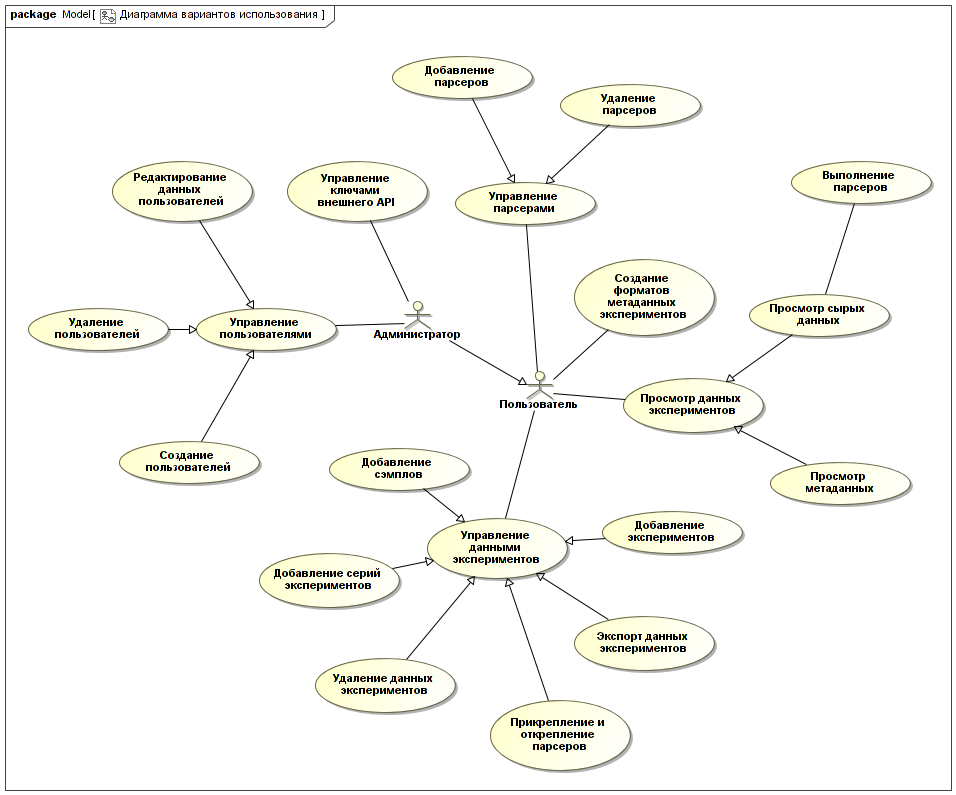 package Model[ Диаграмма вариантов использования ]
Добавление
парсеров
Удаление
парсеров
Редактирование
данных
пользователей
Управление
ключами
внешнего API
Управление
парсерами
Выполнение
парсеров
Создание
форматов
метаданных
экспериментов
Просмотр сырых
данных
Удаление
пользователей
Управление
пользователями
Администратор
Пользователь
Просмотр данных
экспериментов
Создание
пользователей
Добавление
сэмплов
Просмотр
метаданных
Управление
данными
экспериментов
Добавление
экспериментов
Добавление серий
экспериментов
Экспорт данных
экспериментов
Удаление данных
экспериментов
Прикрепление и
открепление
парсеров